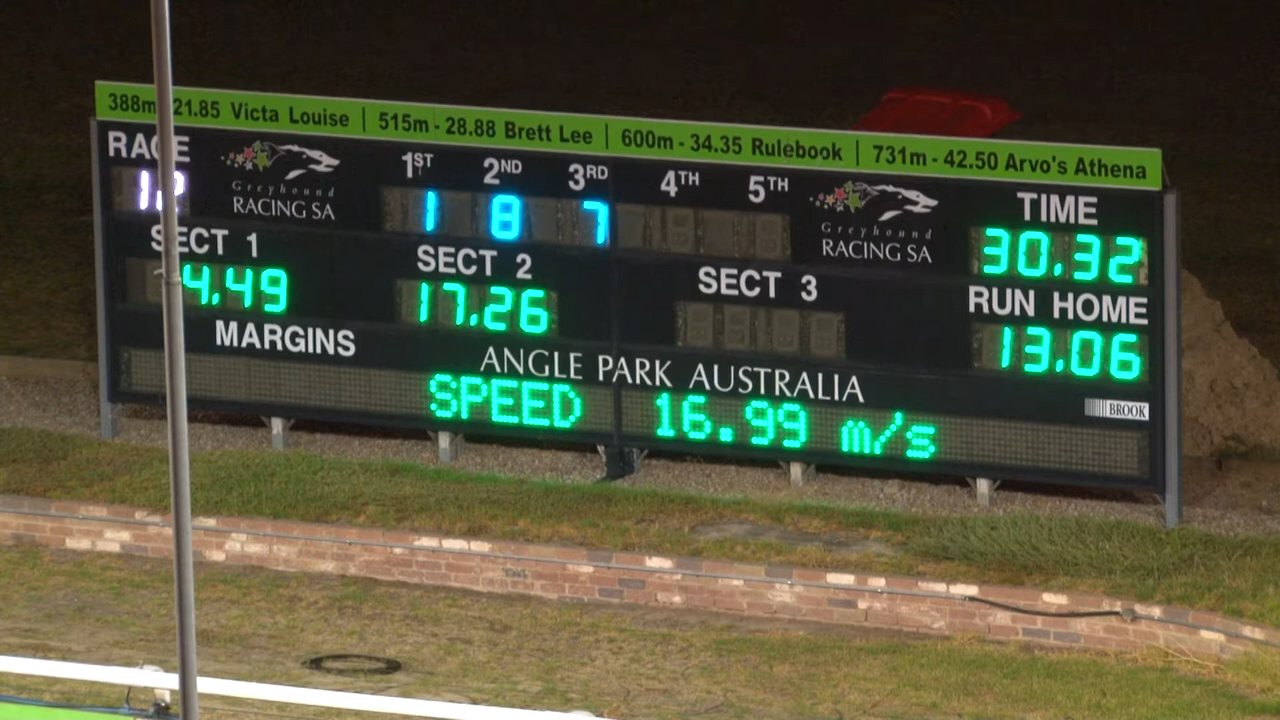 388m 21.85 Victa Louise | 515m - 28.88 Brett Lee | 600m - 34.35 Rulebook | 731m - 42.50 Arvo's Athena
RACE
Greyhound
RACING SA
1ST 2ND 3RD 4TH 5TH
1 8 7
Greyhound
RACING SA
TIME
30.32
SECT 1
4.49
SECT 2
17.26
SECT 3
RUN HOME
13.06
MARGINS
ANGLE PARK AUSTRALIA
SPEED 16.99 m/s
BROOK